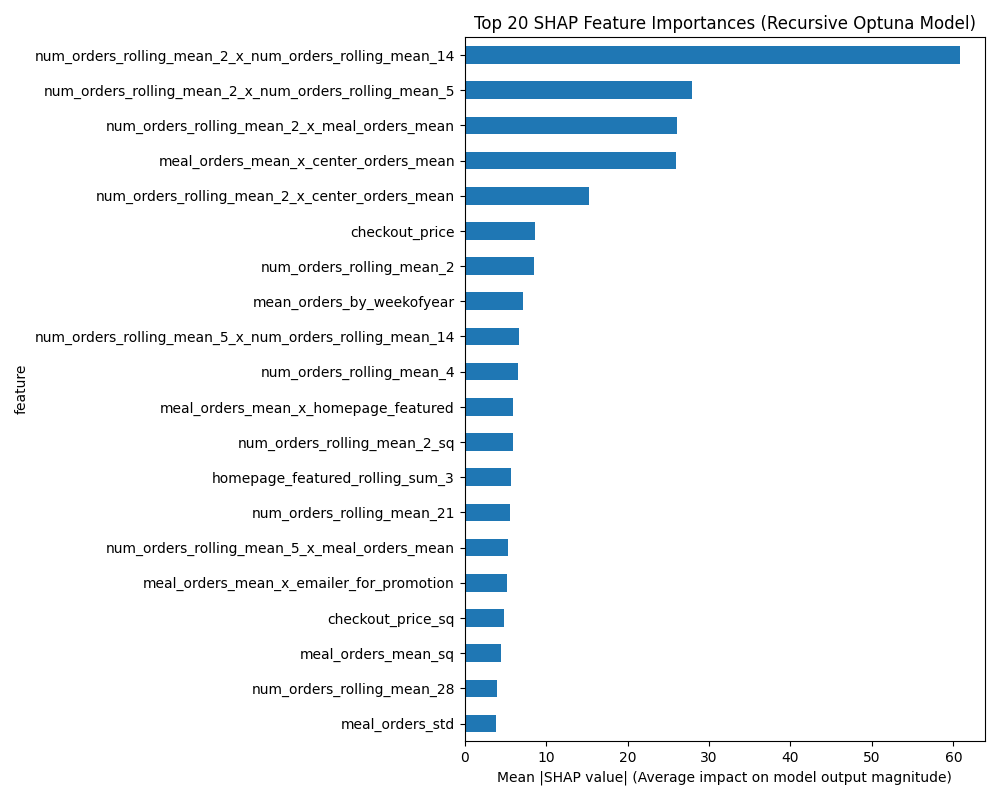 Top 20 SHAP Feature Importances (Recursive Optuna Model)
num_orders_rolling_mean_2_x_num_orders_rolling_mean_14
num_orders_rolling_mean_2_x_num_orders_rolling_mean_5
num_orders_rolling_mean_2_x_meal_orders_mean
meal_orders_mean_x_center_orders_mean
num_orders_rolling_mean_2_x_center_orders_mean
checkout_price
num_orders_rolling_mean_2
mean_orders_by_weekofyear
num_orders_rolling_mean_5_x_num_orders_rolling_mean_14
num_orders_rolling_mean_4
meal_orders_mean_x_homepage_featured
num_orders_rolling_mean_2_sq
homepage_featured_rolling_sum_3
num_orders_rolling_mean_21
num_orders_rolling_mean_5_x_meal_orders_mean
meal_orders_mean_x_emailer_for_promotion
checkout_price_sq
meal_orders_mean_sq
num_orders_rolling_mean_28
meal_orders_std
feature
0 10 20 30 40 50 60
Mean |SHAP value| (Average impact on model output magnitude)